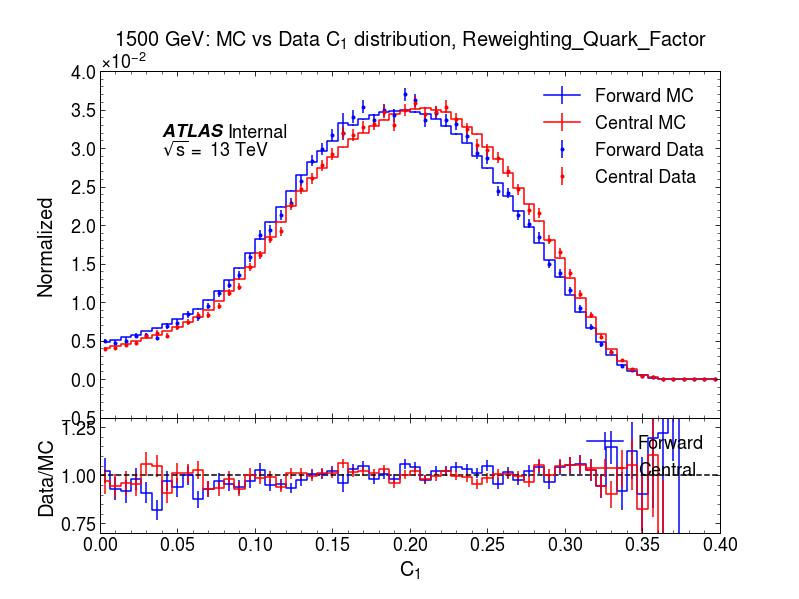 1500 GeV: MC vs Data C₁ distribution, Reweighting_Quark_Factor
×10⁻²
4.0
3.5
3.0
2.5
2.0
1.5
1.0
0.5
0.0
−0.5
Normalized
ATLAS Internal
√s = 13 TeV
Forward MC
Central MC
Forward Data
Central Data
1.25
1.00
0.75
Data/MC
Forward
Central
0.00 0.05 0.10 0.15 0.20 0.25 0.30 0.35 0.40
C₁